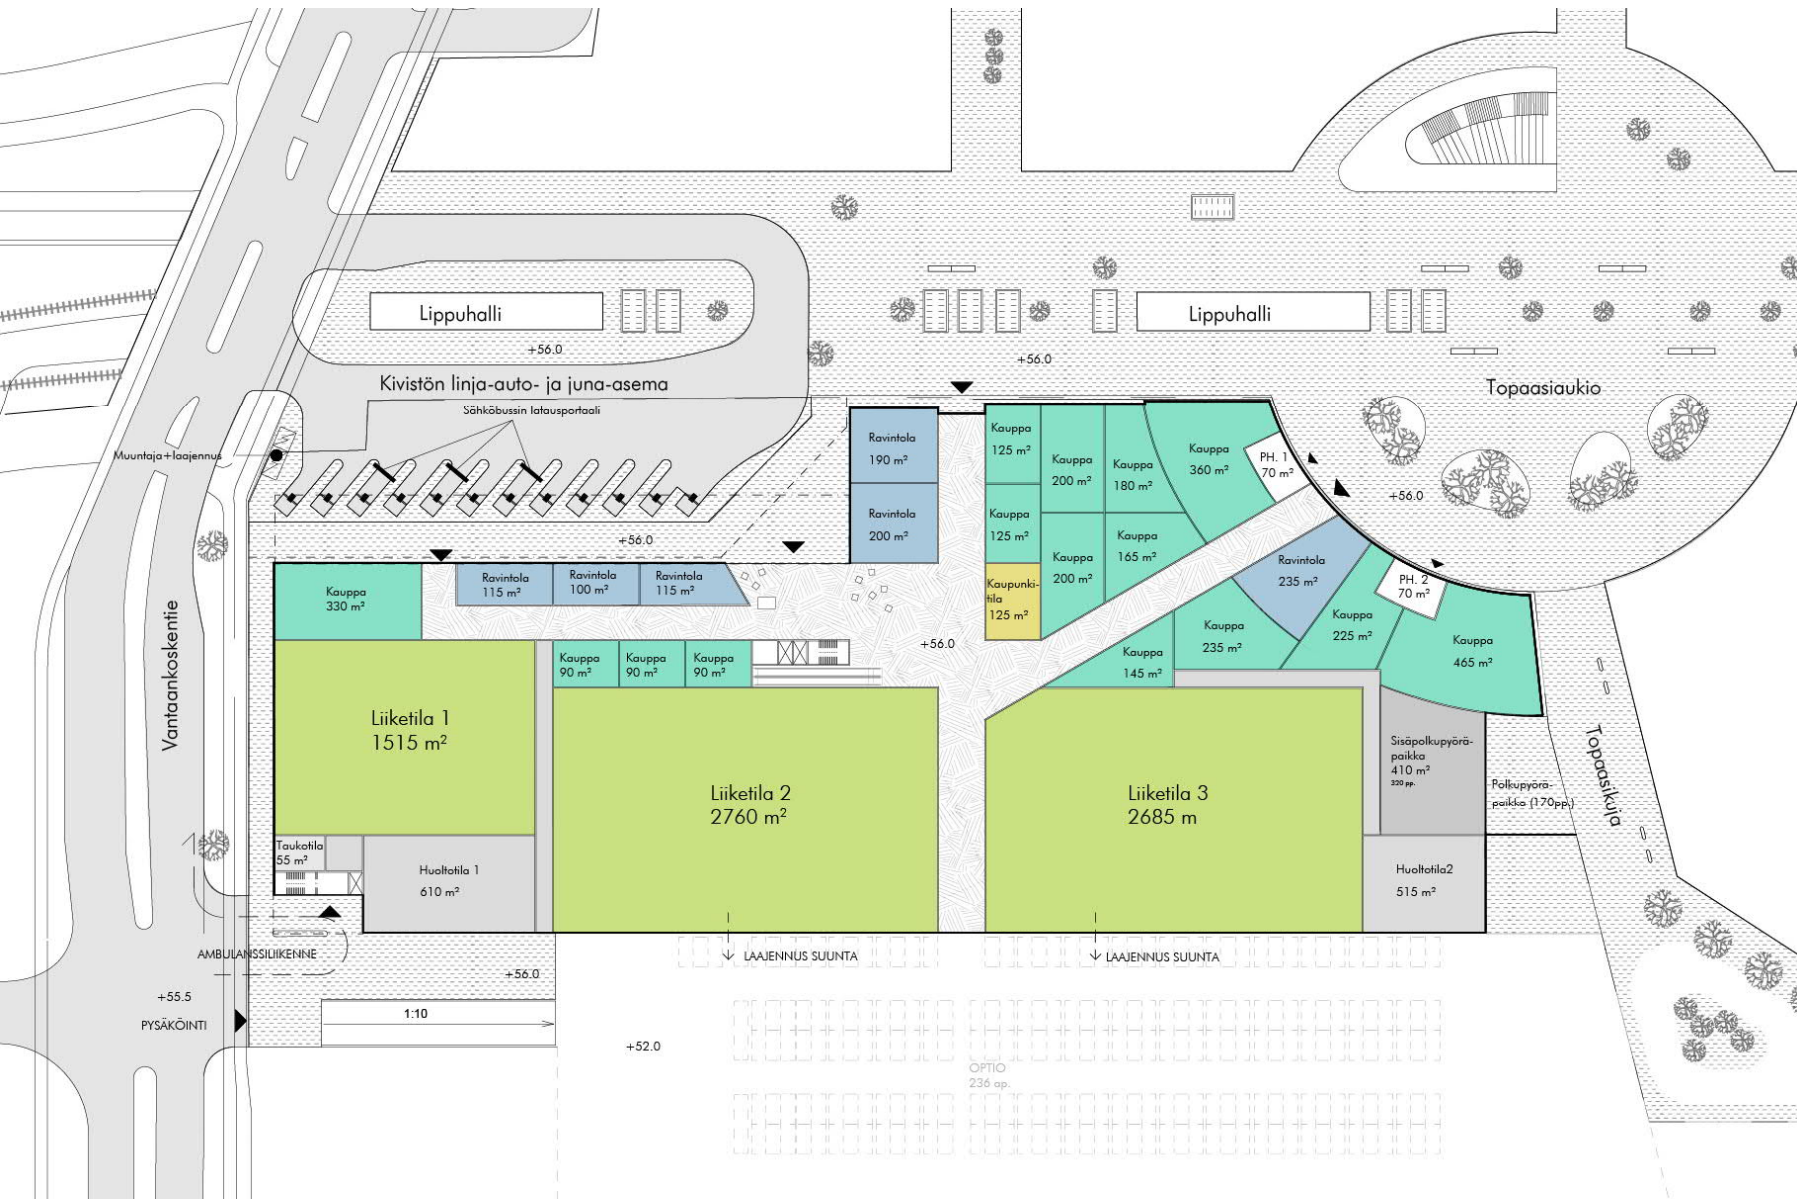 Lippuhalli
Lippuhalli
+56.0
+56.0
Kivistön linja-auto- ja juna-asema
Sähköbussin latausportaali
Topaasiaukio
Muuntaja+laajennus
Ravintola
190 m²
Ravintola
200 m²
Kauppa
125 m²
Kauppa
200 m²
Kauppa
180 m²
Kauppa
360 m²
PH. 1
70 m²
+56.0
Kauppa
125 m²
Kauppa
200 m²
Kauppa
165 m²
Ravintola
235 m²
PH. 2
70 m²
+56.0
Kauppa
330 m²
Ravintola
115 m²
Ravintola
100 m²
Ravintola
115 m²
Kaupunki-
tila
125 m²
+56.0
Kauppa
90 m²
Kauppa
90 m²
Kauppa
90 m²
Kauppa
145 m²
Kauppa
235 m²
Kauppa
225 m²
Kauppa
465 m²
Vantaankoskentie
Liiketila 1
1515 m²
Liiketila 2
2760 m²
Liiketila 3
2685 m
Sisäpolkupyörä-
paikka
410 m²
320 pp.
Polkupyörä-
paikka (170pp.)
Topaasikuja
Taukotila
55 m²
Huoltotila 1
610 m²
Huoltotila2
515 m²
AMBULANSSILIIKENNE
LAAJENNUS SUUNTA
LAAJENNUS SUUNTA
+56.0
+55.5
PYSÄKÖINTI
1:10
+52.0
OPTIO
236 ap.